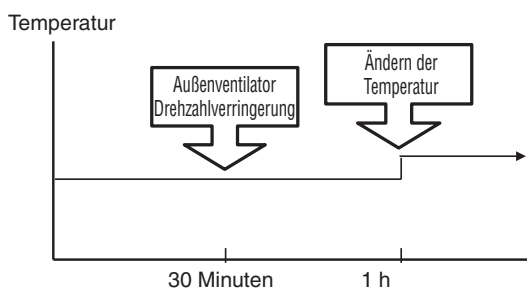 Temperatur
Außenventilator
Drehzahlverringerung
Ändern der
Temperatur
30 Minuten
1 h